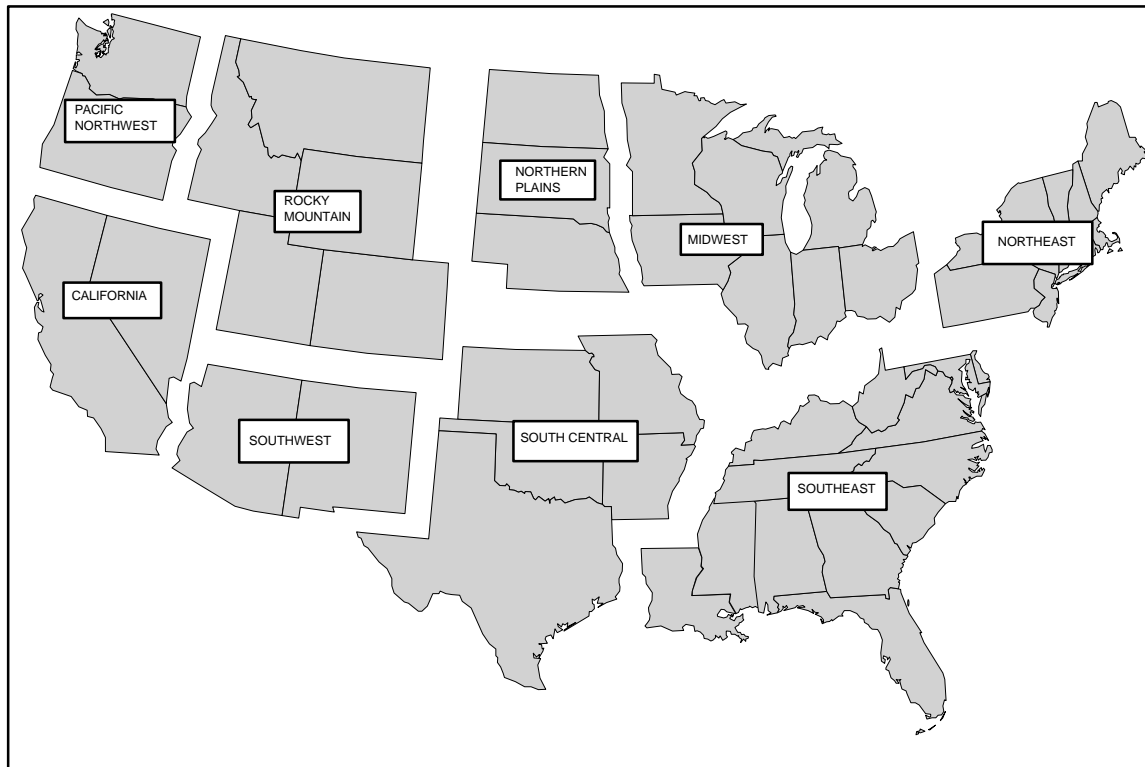 PACIFIC
NORTHWEST
ROCKY
MOUNTAIN
NORTHERN
PLAINS
MIDWEST
NORTHEAST
CALIFORNIA
SOUTHWEST
SOUTH CENTRAL
SOUTHEAST